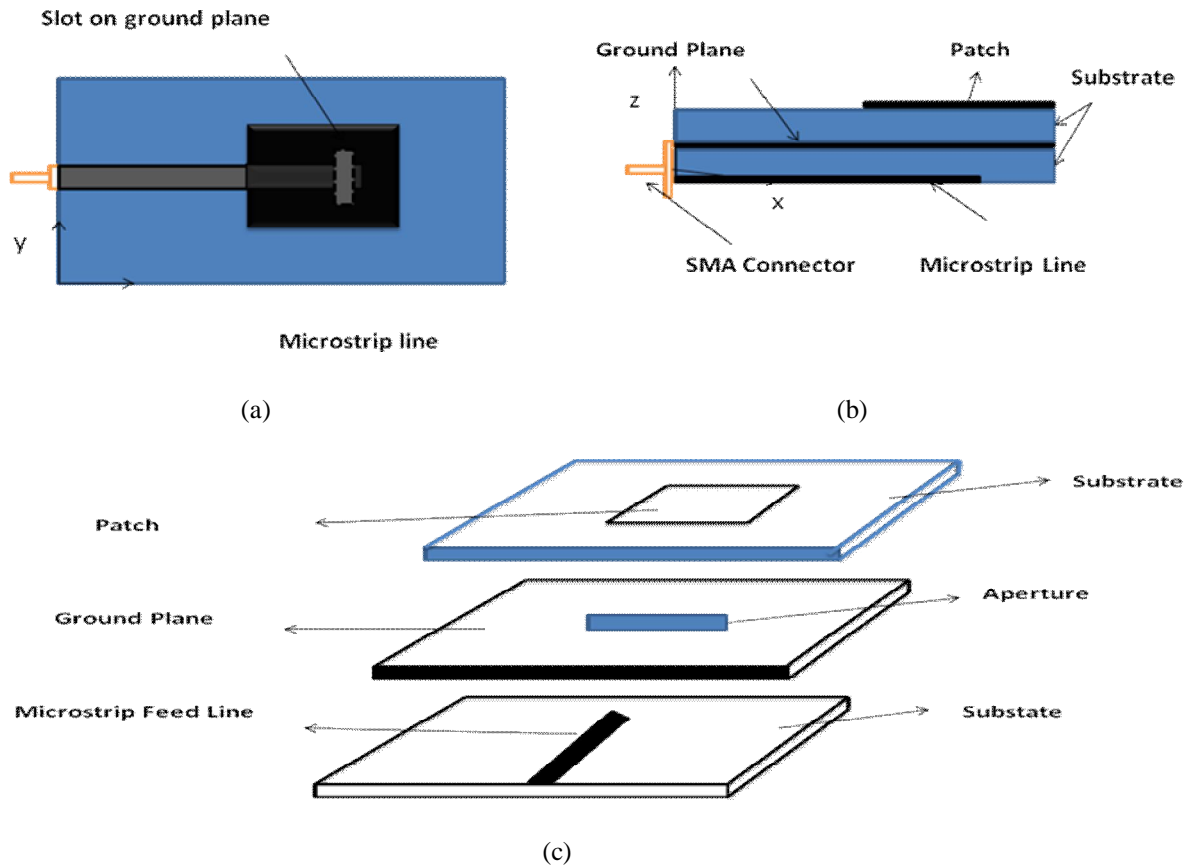 Slot on ground plane
y
Microstrip line
(a)
Ground Plane
Patch
Substrate
z
x
SMA Connector
Microstrip Line
(b)
Substrate
Patch
Aperture
Ground Plane
Microstrip Feed Line
Substate
(c)